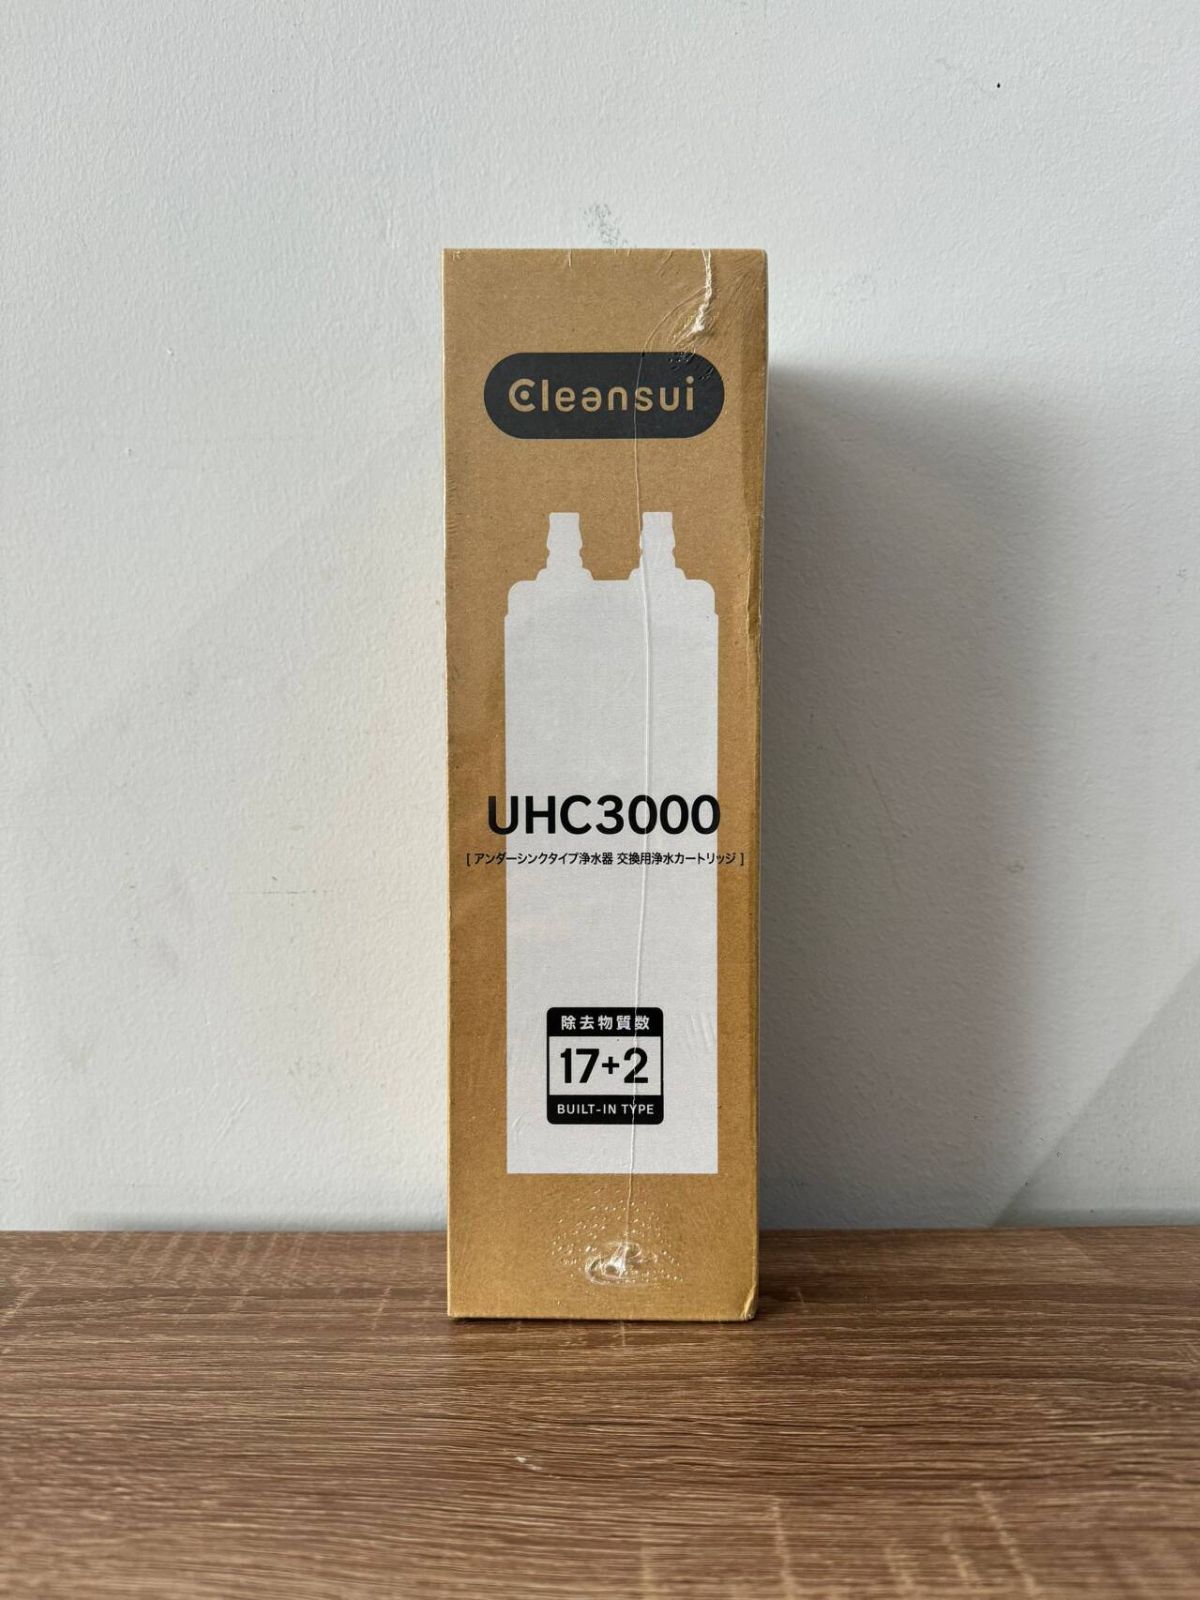 Cleansui
UHC3000
[ アンダーシンクタイプ浄水器 交換用浄水カートリッジ ]
除去物質数
17+2
BUILT-IN TYPE